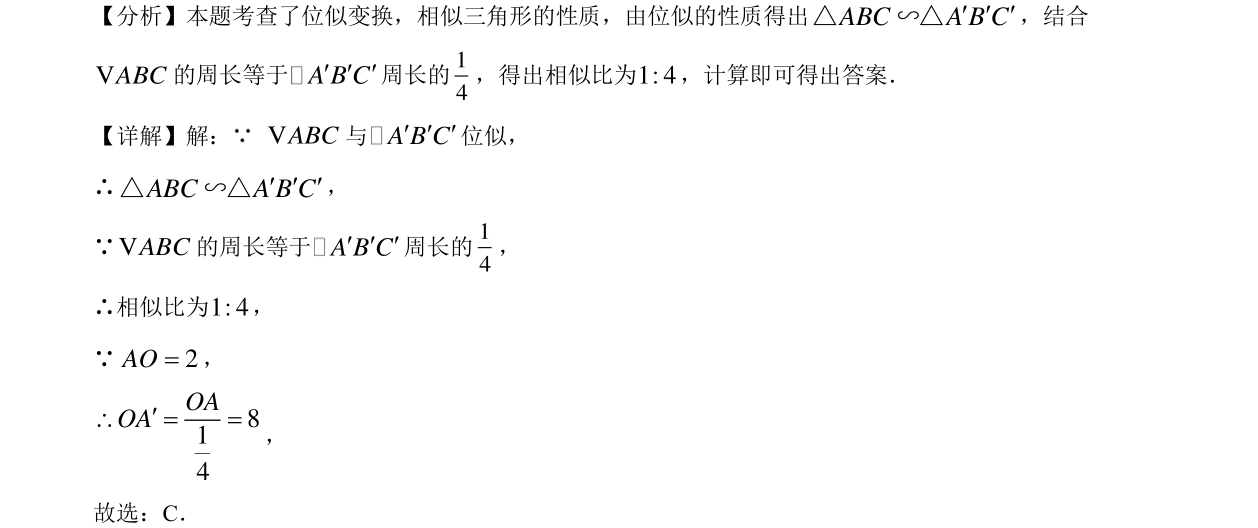 【分析】本题考查了位似变换，相似三角形的性质，由位似的性质得出△ABC∽△A′B′C′，结合
VABC 的周长等于□A′B′C′周长的1/4，得出相似比为1:4，计算即可得出答案．
【详解】解：∵ VABC 与□A′B′C′位似，
∴△ABC∽△A′B′C′，
∵VABC 的周长等于□A′B′C′周长的1/4，
∴相似比为1:4，
∵ AO = 2，
∴OA′ = OA/(1/4) = 8，
故选：C．